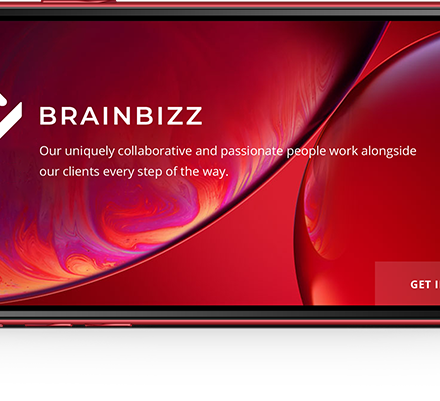 BRAINBIZZ
Our uniquely collaborative and passionate people work alongside
our clients every step of the way.
GET